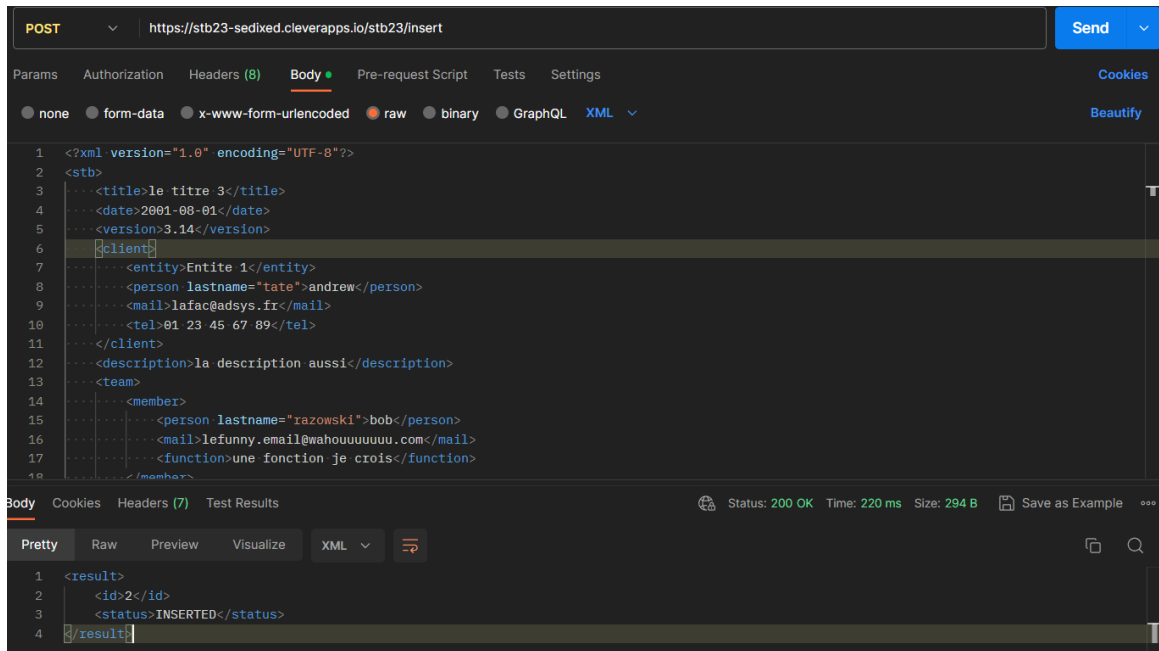 POST https://stb23-sedixed.cleverapps.io/stb23/insert Send
Params Authorization Headers (8) Body Pre-request Script Tests Settings Cookies
none form-data x-www-form-urlencoded raw binary GraphQL XML Beautify
1 <?xml version="1.0" encoding="UTF-8"?>
2 <stb>
3 <title>le titre 3</title>
4 <date>2001-08-01</date>
5 <version>3.14</version>
6 <client>
7 <entity>Entite 1</entity>
8 <person lastname="tate">andrew</person>
9 <mail>lafac@adsys.fr</mail>
10 <tel>01 23 45 67 89</tel>
11 </client>
12 <description>la description aussi</description>
13 <team>
14 <member>
15 <person lastname="razowski">bob</person>
16 <mail>lefunny.email@wahouuuuuuu.com</mail>
17 <function>une fonction je crois</function>
18 </member>
Body Cookies Headers (7) Test Results Status: 200 OK Time: 220 ms Size: 294 B Save as Example
Pretty Raw Preview Visualize XML
1 <result>
2 <id>2</id>
3 <status>INSERTED</status>
4 </result>